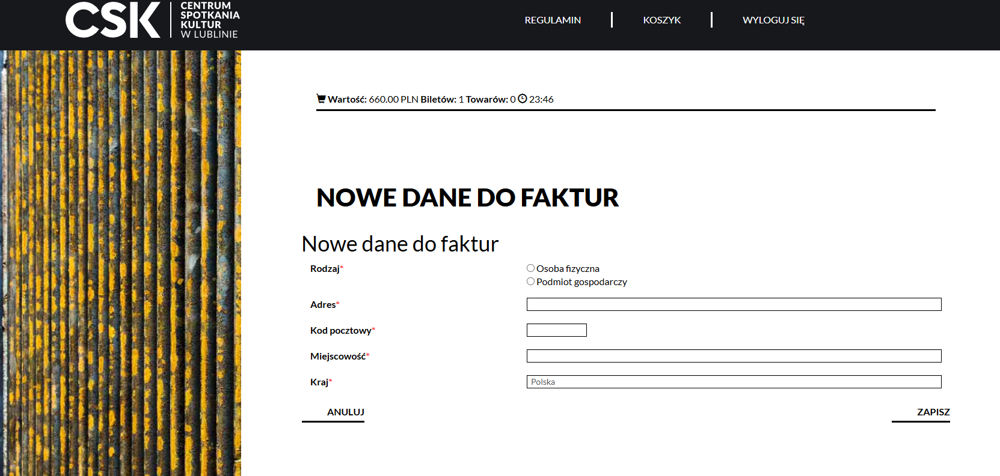 CSK
CENTRUM
SPOTKANIA
KULTUR
W LUBLINIE
REGULAMIN
KOSZYK
WYLOGUJ SIĘ
Wartość: 660.00 PLN Biletów: 1 Towarów: 0 23:46
NOWE DANE DO FAKTUR
Nowe dane do faktur
Rodzaj*
Osoba fizyczna
Podmiot gospodarczy
Adres*
Kod pocztowy*
Miejscowość*
Kraj*
Polska
ANULUJ
ZAPISZ